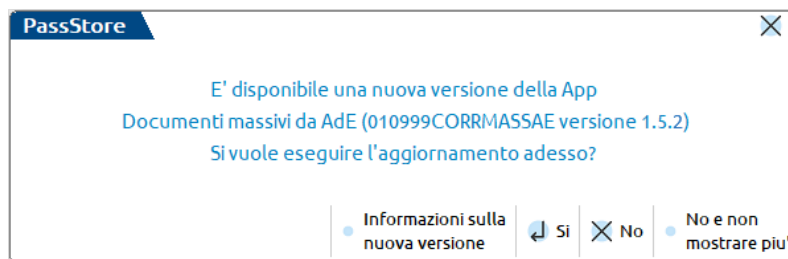 PassStore
E' disponibile una nuova versione della App
Documenti massivi da AdE (010999CORRMASSAE versione 1.5.2)
Si vuole eseguire l'aggiornamento adesso?
Informazioni sulla
nuova versione
Si
No
No e non
mostrare piu'